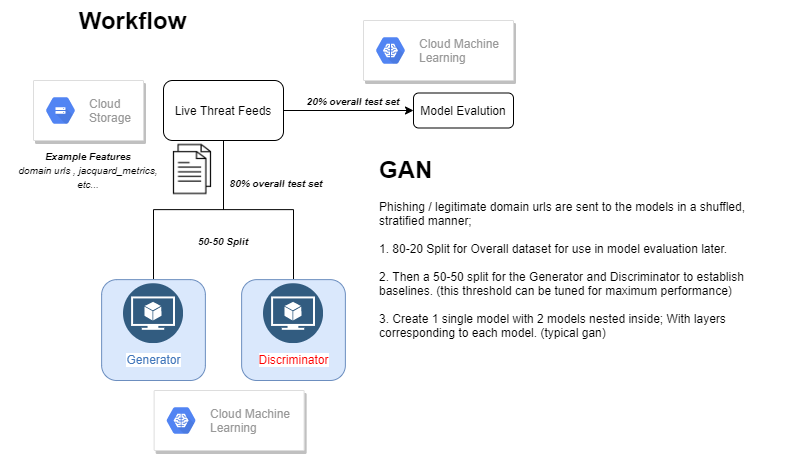 Workflow
Cloud Machine
Learning
Cloud
Storage
Live Threat Feeds
20% overall test set
Model Evalution
Example Features
domain urls , jacquard_metrics,
etc...
80% overall test set
50-50 Split
Generator
Discriminator
Cloud Machine
Learning
GAN
Phishing / legitimate domain urls are sent to the models in a shuffled,
stratified manner;
1. 80-20 Split for Overall dataset for use in model evaluation later.
2. Then a 50-50 split for the Generator and Discriminator to establish
baselines. (this threshold can be tuned for maximum performance)
3. Create 1 single model with 2 models nested inside; With layers
corresponding to each model. (typical gan)